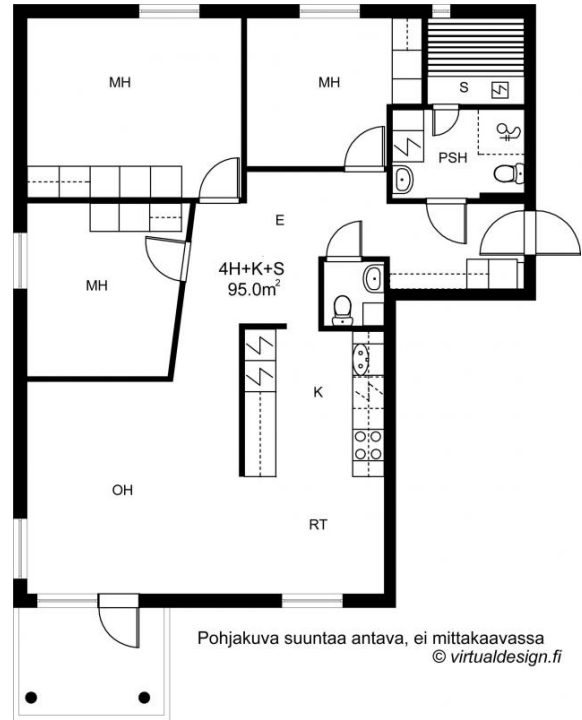 MH
MH
S
PSH
E
MH
4H+K+S
95.0m²
K
OH
RT
Pohjakuva suuntaa antava, ei mittakaavassa
© virtualdesign.fi